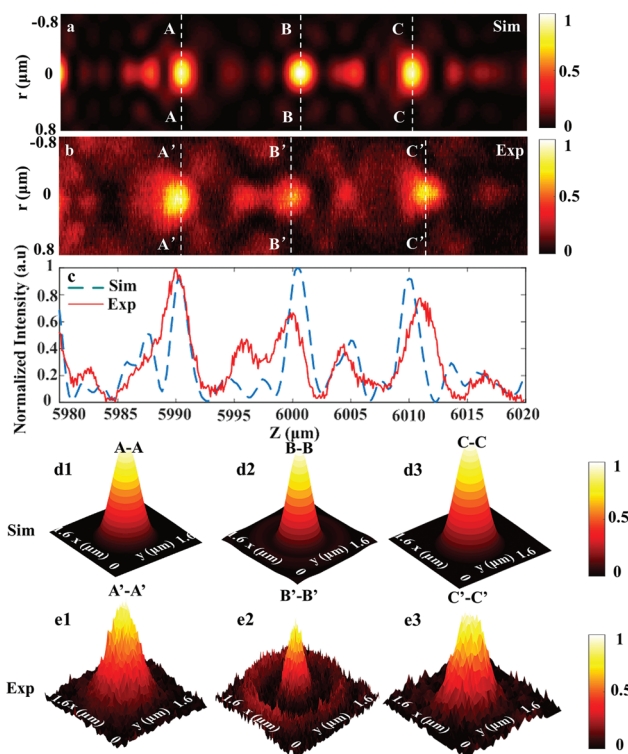 -0.8
a
A
B
C
Sim
1
r (μm)
0
0.5
A
B
C
0.8
0
-0.8
b
A’
B’
C’
Exp
1
r (μm)
0
0.5
A’
B’
C’
0.8
0
Normalized Intensity (a.u)
1
c
Sim
0.8
Exp
0.6
0.4
0.2
0
5980
5985
5990
5995
6000
6005
6010
6015
6020
Z (μm)
A-A
B-B
C-C
d1
d2
d3
1
Sim
0.5
1.6 x (μm)
0
y (μm) 1.6
1.6 x (μm)
0
y (μm) 1.6
1.6 x (μm)
0
y (μm) 1.6
0
A’-A’
B’-B’
C’-C’
e1
e2
e3
1
Exp
0.5
1.6x (μm)
0
y (μm) 1.6
1.6 x (μm)
0
y (μm) 1.6
1.6 x (μm)
0
y (μm) 1.6
0